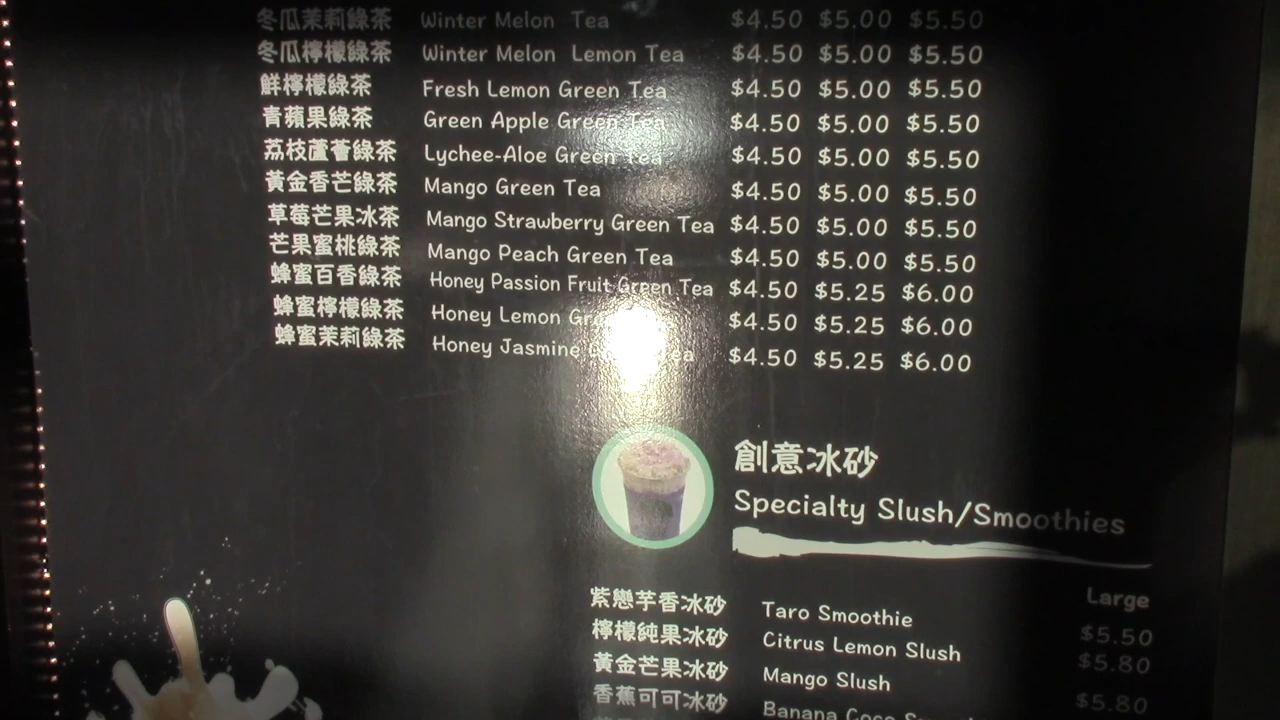 冬瓜茉莉綠茶 Winter Melon Tea $4.50 $5.00 $5.50
冬瓜檸檬綠茶 Winter Melon Lemon Tea $4.50 $5.00 $5.50
鮮檸檬綠茶 Fresh Lemon Green Tea $4.50 $5.00 $5.50
青蘋果綠茶 Green Apple Green Tea $4.50 $5.00 $5.50
荔枝蘆薈綠茶 Lychee-Aloe Green Tea $4.50 $5.00 $5.50
黃金香芒綠茶 Mango Green Tea $4.50 $5.00 $5.50
草莓芒果冰茶 Mango Strawberry Green Tea $4.50 $5.00 $5.50
芒果蜜桃綠茶 Mango Peach Green Tea $4.50 $5.00 $5.50
蜂蜜百香綠茶 Honey Passion Fruit Green Tea $4.50 $5.25 $6.00
蜂蜜檸檬綠茶 Honey Lemon $4.50 $5.25 $6.00
蜂蜜茉莉綠茶 Honey Jasmine $4.50 $5.25 $6.00
創意冰砂
Specialty Slush/Smoothies
Large
紫戀芋香冰砂 Taro Smoothie $5.50
檸檬純果冰砂 Citrus Lemon Slush $5.80
黃金芒果冰砂 Mango Slush $5.80
香蕉可可冰砂 Banana Coco